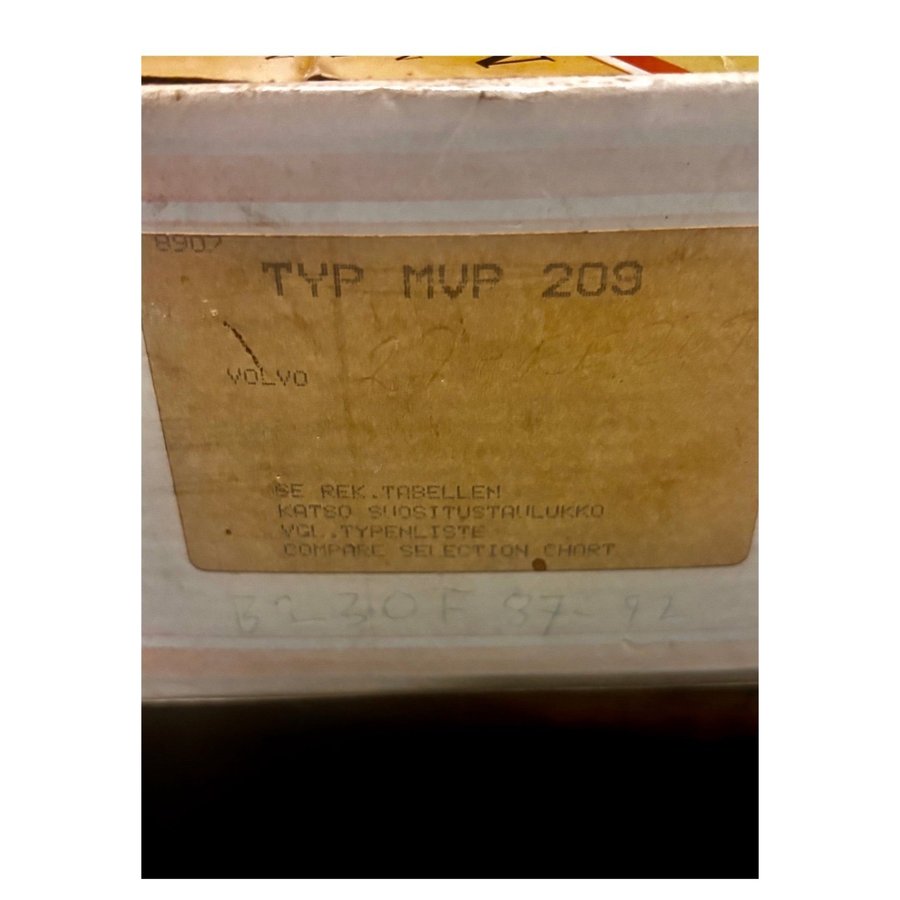 8907
TYP MVP 209
VOLVO
SE REK.TABELLEN
KATSO SUOSITUSTAULUKKO
VGL.TYPENLISTE
COMPARE SELECTION CHART
B230F 87-92